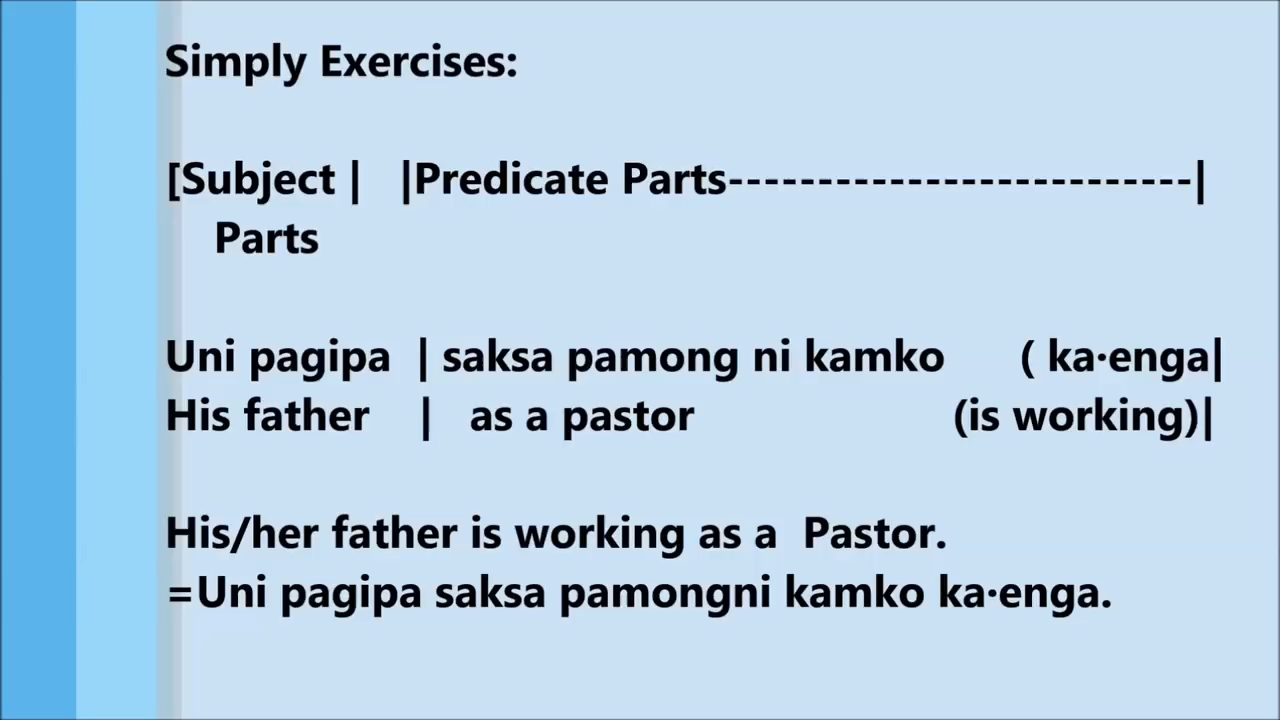 Simply Exercises:
[Subject | |Predicate Parts--------------------------|
Parts
Uni pagipa | saksa pamong ni kamko ( ka·enga|
His father | as a pastor (is working)|
His/her father is working as a Pastor.
=Uni pagipa saksa pamongni kamko ka·enga.